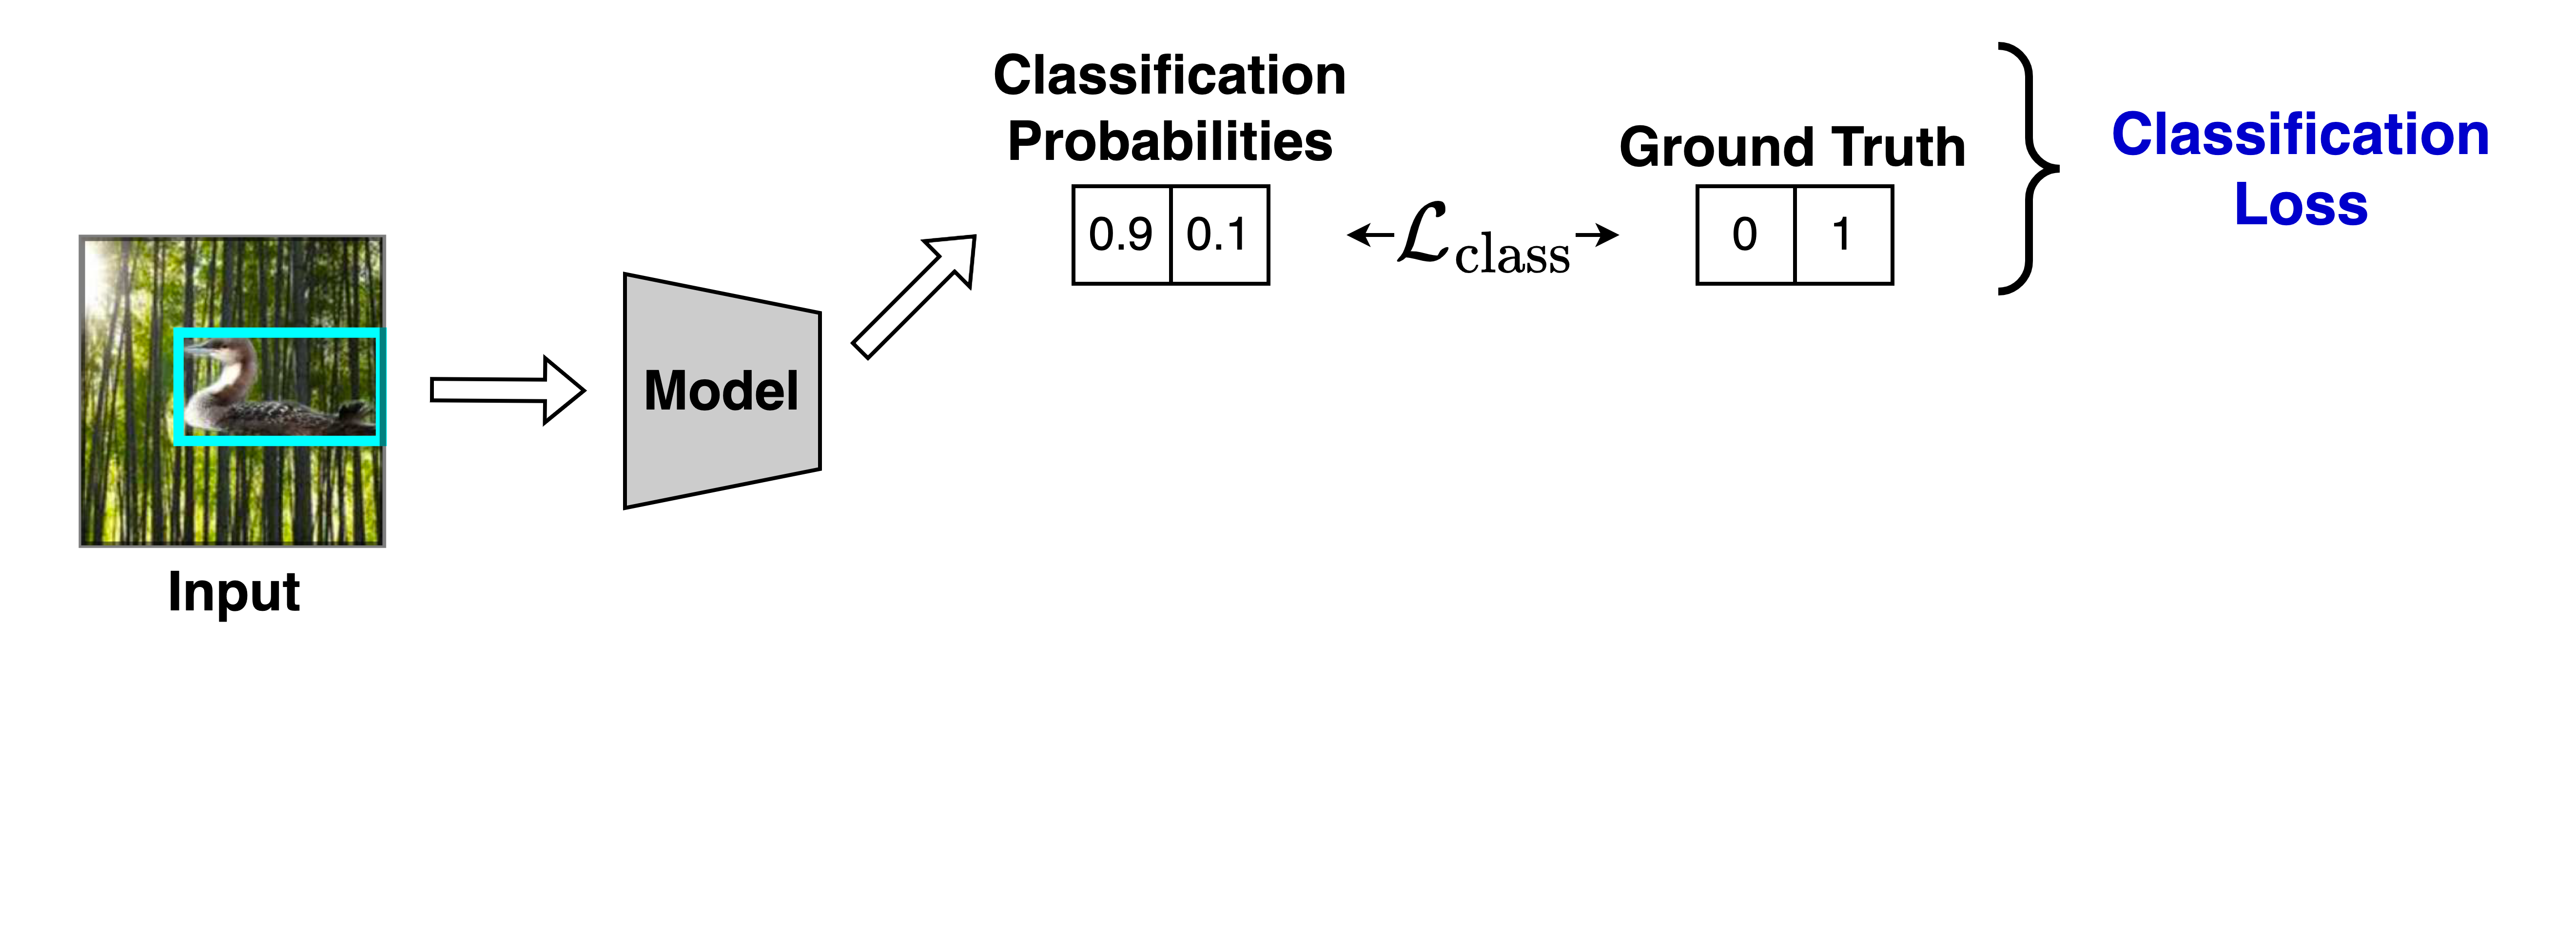 Classification
Probabilities
0.9 0.1
ℒclass
Ground Truth
0 1
Classification
Loss
Model
Input